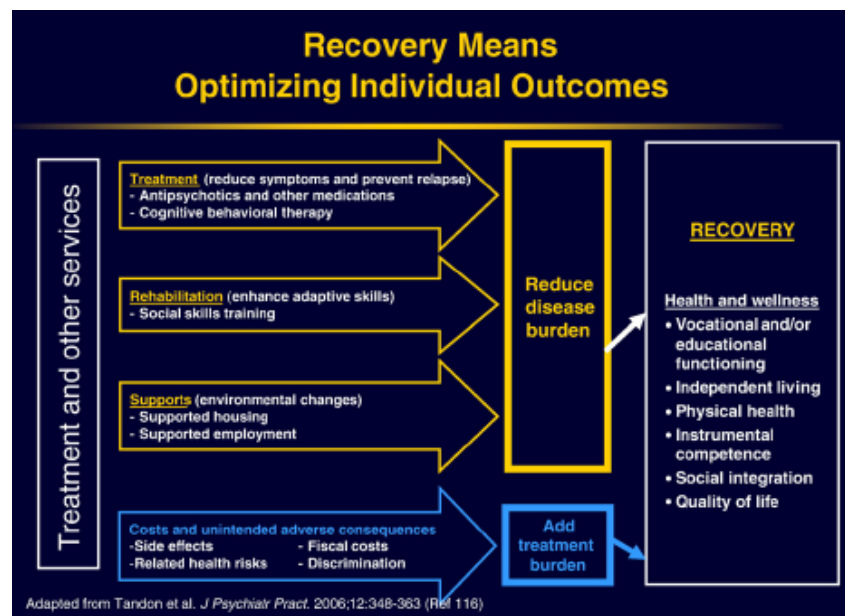 Recovery Means
Optimizing Individual Outcomes
Treatment and other services
Treatment (reduce symptoms and prevent relapse)
- Antipsychotics and other medications
- Cognitive behavioral therapy
Rehabilitation (enhance adaptive skills)
- Social skills training
Supports (environmental changes)
- Supported housing
- Supported employment
Costs and unintended adverse consequences
-Side effects - Fiscal costs
-Related health risks - Discrimination
Reduce
disease
burden
Add
treatment
burden
RECOVERY
Health and wellness
• Vocational and/or
educational
functioning
• Independent living
• Physical health
• Instrumental
competence
• Social integration
• Quality of life
Adapted from Tandon et al. J Psychiatr Pract. 2006;12:348-363 (Ref 116)